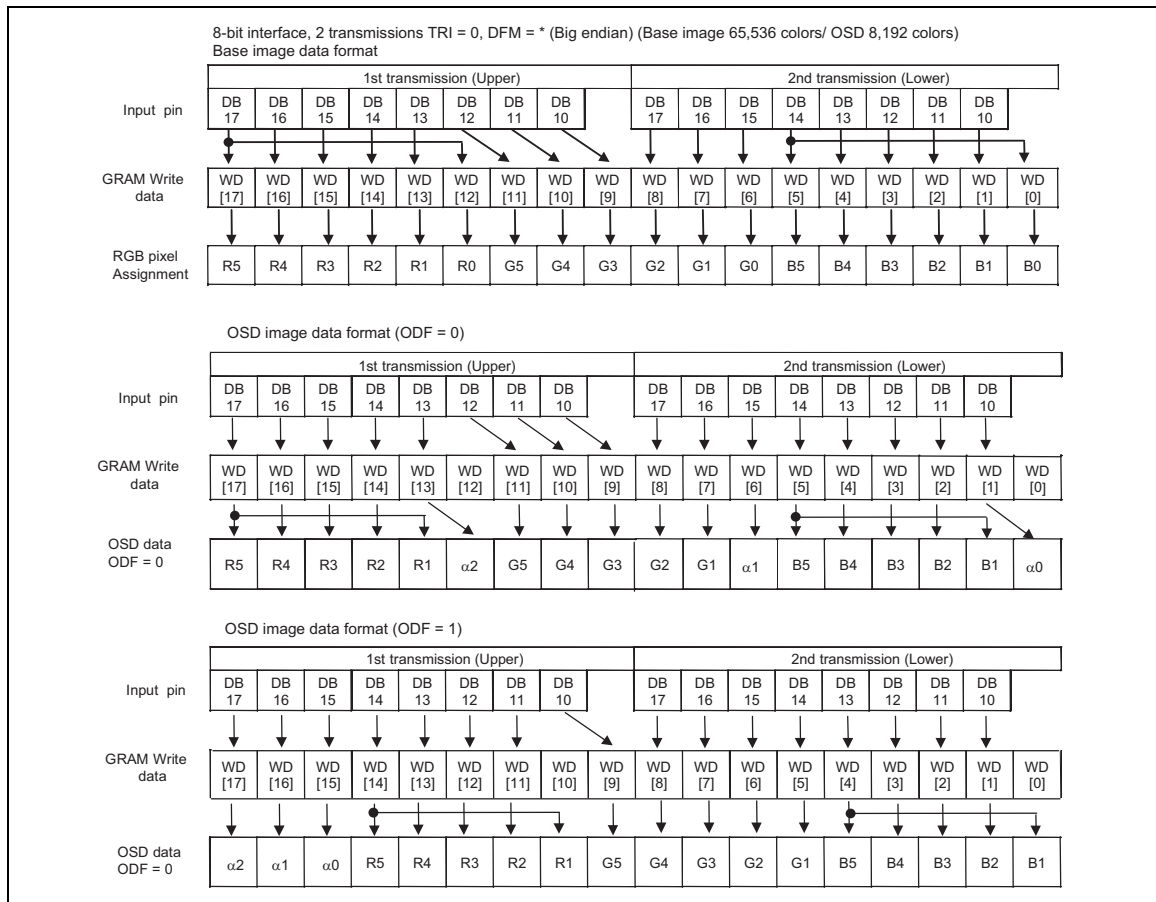 8-bit interface, 2 transmissions TRI = 0, DFM = * (Big endian) (Base image 65,536 colors/ OSD 8,192 colors)
Base image data format
1st transmission (Upper) 2nd transmission (Lower)
Input pin DB 17 DB 16 DB 15 DB 14 DB 13 DB 12 DB 11 DB 10 DB 17 DB 16 DB 15 DB 14 DB 13 DB 12 DB 11 DB 10
GRAM Write data WD [17] WD [16] WD [15] WD [14] WD [13] WD [12] WD [11] WD [10] WD [9] WD [8] WD [7] WD [6] WD [5] WD [4] WD [3] WD [2] WD [1] WD [0]
RGB pixel Assignment R5 R4 R3 R2 R1 R0 G5 G4 G3 G2 G1 G0 B5 B4 B3 B2 B1 B0
OSD image data format (ODF = 0)
1st transmission (Upper) 2nd transmission (Lower)
Input pin DB 17 DB 16 DB 15 DB 14 DB 13 DB 12 DB 11 DB 10 DB 17 DB 16 DB 15 DB 14 DB 13 DB 12 DB 11 DB 10
GRAM Write data WD [17] WD [16] WD [15] WD [14] WD [13] WD [12] WD [11] WD [10] WD [9] WD [8] WD [7] WD [6] WD [5] WD [4] WD [3] WD [2] WD [1] WD [0]
OSD data ODF = 0 R5 R4 R3 R2 R1 α2 G5 G4 G3 G2 G1 α1 B5 B4 B3 B2 B1 α0
OSD image data format (ODF = 1)
1st transmission (Upper) 2nd transmission (Lower)
Input pin DB 17 DB 16 DB 15 DB 14 DB 13 DB 12 DB 11 DB 10 DB 17 DB 16 DB 15 DB 14 DB 13 DB 12 DB 11 DB 10
GRAM Write data WD [17] WD [16] WD [15] WD [14] WD [13] WD [12] WD [11] WD [10] WD [9] WD [8] WD [7] WD [6] WD [5] WD [4] WD [3] WD [2] WD [1] WD [0]
OSD data ODF = 0 α2 α1 α0 R5 R4 R3 R2 R1 G5 G4 G3 G2 G1 B5 B4 B3 B2 B1